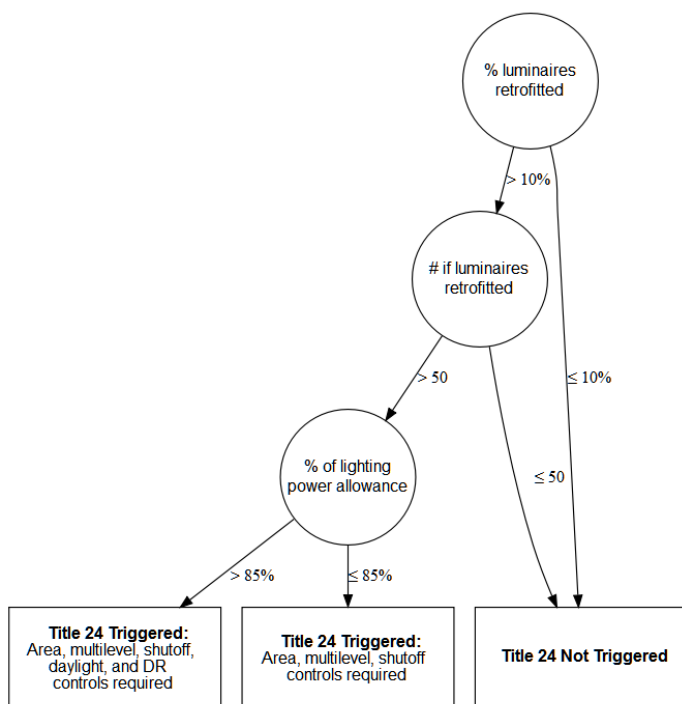 % luminaires
retrofitted
> 10%
# if luminaires
retrofitted
> 50
≤ 10%
% of lighting
power allowance
≤ 50
> 85%
≤ 85%
Title 24 Triggered:
Area, multilevel, shutoff,
daylight, and DR
controls required
Title 24 Triggered:
Area, multilevel, shutoff
controls required
Title 24 Not Triggered